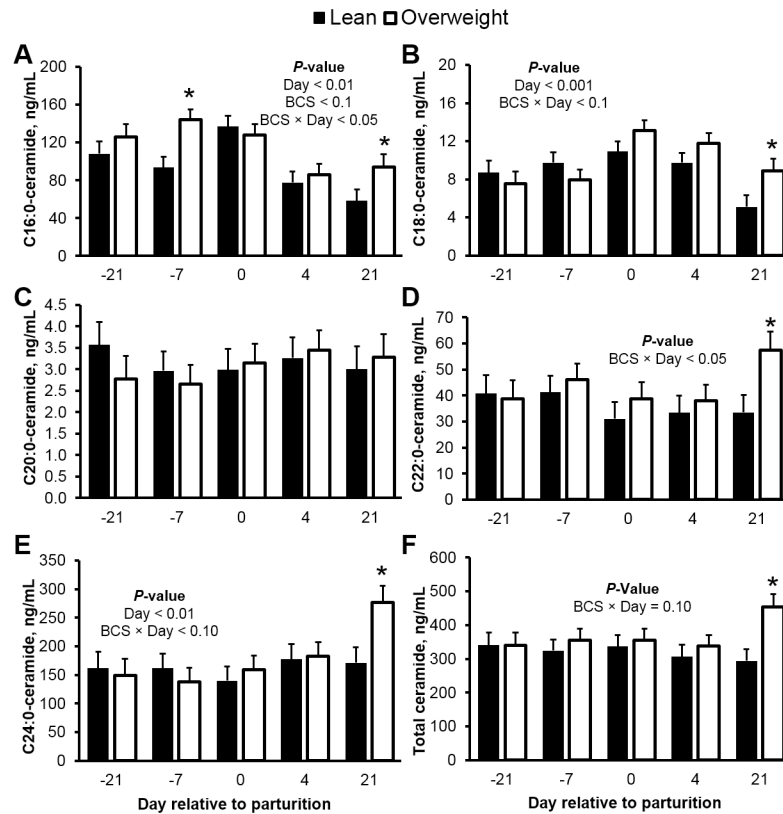 Lean Overweight
A
C16:0-ceramide, ng/mL
200
160
120
80
40
0
P-value
Day < 0.01
BCS < 0.1
BCS × Day < 0.05
*
*
-21 -7 0 4 21
B
C18:0-ceramide, ng/mL
20
16
12
8
4
0
P-value
Day < 0.001
BCS × Day < 0.1
*
-21 -7 0 4 21
C
C20:0-ceramide, ng/mL
4.5
4.0
3.5
3.0
2.5
2.0
1.5
1.0
0.5
0.0
-21 -7 0 4 21
D
C22:0-ceramide, ng/mL
70
60
50
40
30
20
10
0
P-value
BCS × Day < 0.05
*
-21 -7 0 4 21
E
C24:0-ceramide, ng/mL
350
300
250
200
150
100
50
0
P-value
Day < 0.01
BCS × Day < 0.10
*
-21 -7 0 4 21
Day relative to parturition
F
Total ceramide, ng/mL
600
500
400
300
200
100
0
P-Value
BCS × Day = 0.10
*
-21 -7 0 4 21
Day relative to parturition